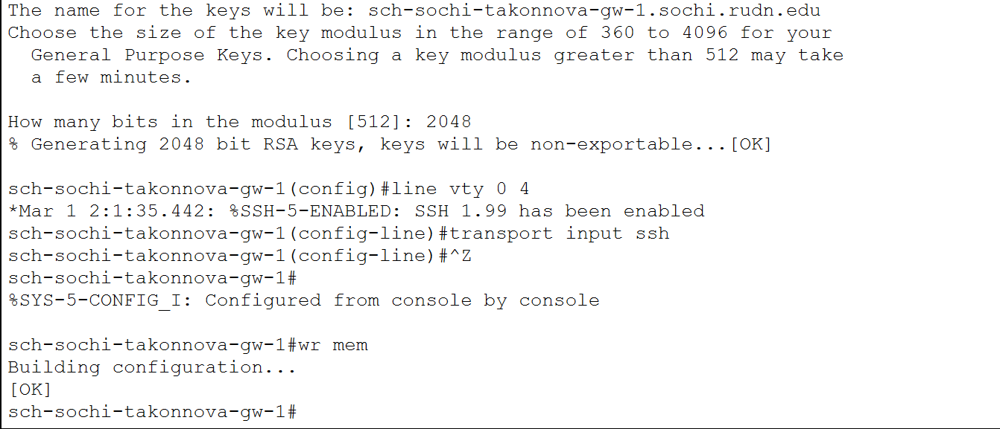 The name for the keys will be: sch-sochi-takonnova-gw-1.sochi.rudn.edu
Choose the size of the key modulus in the range of 360 to 4096 for your
  General Purpose Keys. Choosing a key modulus greater than 512 may take
  a few minutes.

How many bits in the modulus [512]: 2048
% Generating 2048 bit RSA keys, keys will be non-exportable...[OK]

sch-sochi-takonnova-gw-1(config)#line vty 0 4
*Mar 1 2:1:35.442: %SSH-5-ENABLED: SSH 1.99 has been enabled
sch-sochi-takonnova-gw-1(config-line)#transport input ssh
sch-sochi-takonnova-gw-1(config-line)#^Z
sch-sochi-takonnova-gw-1#
%SYS-5-CONFIG_I: Configured from console by console

sch-sochi-takonnova-gw-1#wr mem
Building configuration...
[OK]
sch-sochi-takonnova-gw-1#